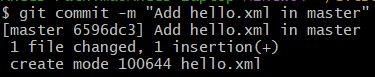 $ git commit -m "Add hello.xml in master"
[master 6596dc3] Add hello.xml in master
 1 file changed, 1 insertion(+)
 create mode 100644 hello.xml